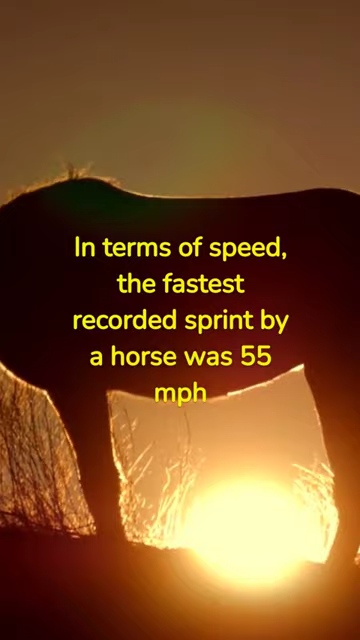 In terms of speed,
the fastest
recorded sprint by
a horse was 55
mph